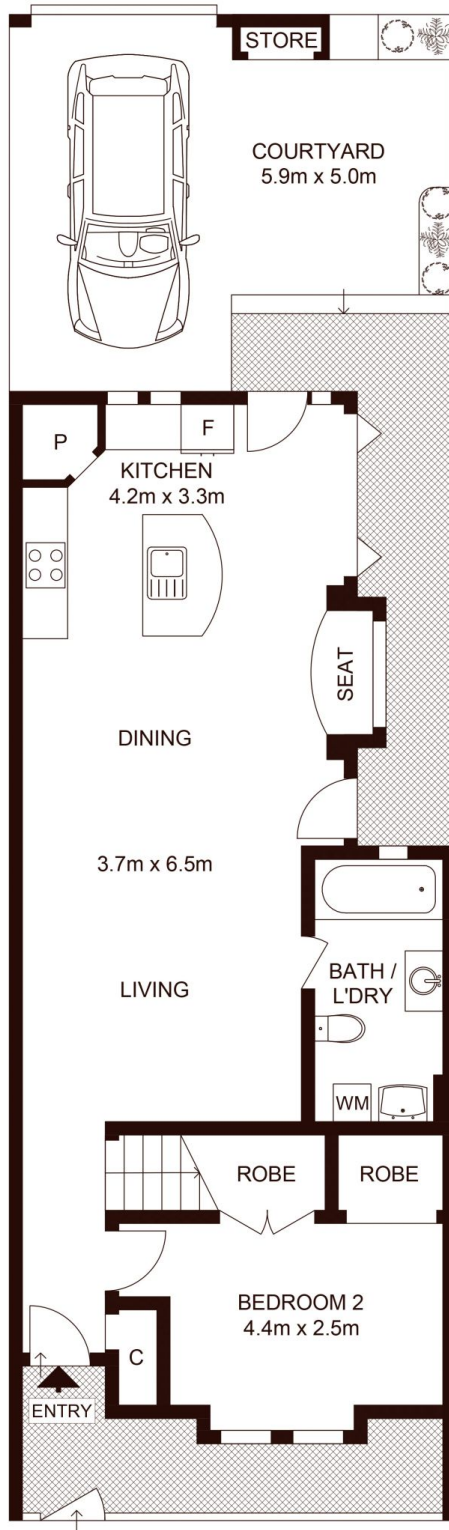 STORE
COURTYARD
5.9m x 5.0m
P
F
KITCHEN
4.2m x 3.3m
SEAT
DINING
3.7m x 6.5m
LIVING
BATH /
L'DRY
WM
ROBE
ROBE
BEDROOM 2
4.4m x 2.5m
C
ENTRY